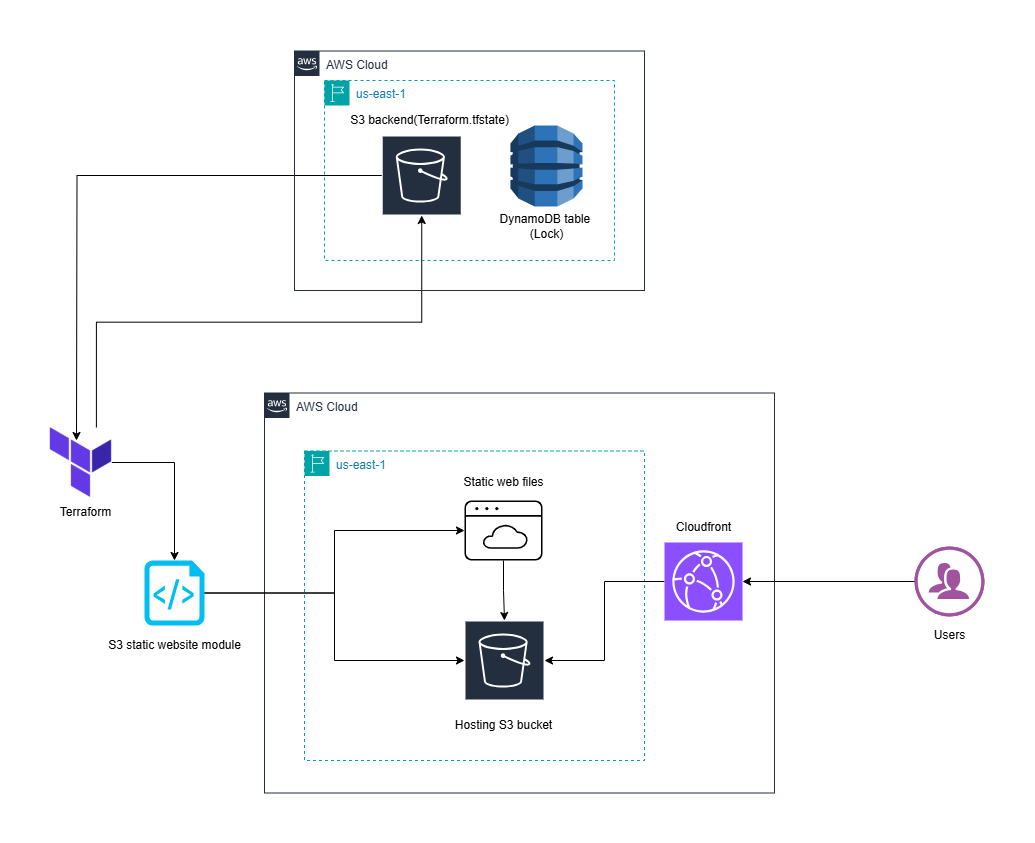 aws
AWS Cloud
us-east-1
S3 backend(Terraform.tfstate)
DynamoDB table
(Lock)
aws
AWS Cloud
us-east-1
Static web files
Cloudfront
Terraform
</>
S3 static website module
Users
Hosting S3 bucket